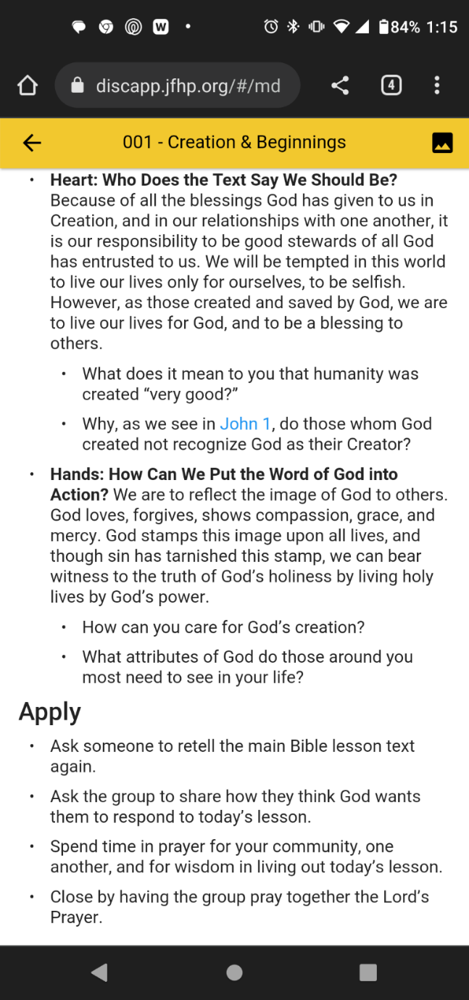 W 84% 1:15
discapp.jfhp.org/#/md 4
001 - Creation & Beginnings
• Heart: Who Does the Text Say We Should Be?
Because of all the blessings God has given to us in
Creation, and in our relationships with one another, it
is our responsibility to be good stewards of all God
has entrusted to us. We will be tempted in this world
to live our lives only for ourselves, to be selfish.
However, as those created and saved by God, we are
to live our lives for God, and to be a blessing to
others.
• What does it mean to you that humanity was
created “very good?”
• Why, as we see in John 1, do those whom God
created not recognize God as their Creator?
• Hands: How Can We Put the Word of God into
Action? We are to reflect the image of God to others.
God loves, forgives, shows compassion, grace, and
mercy. God stamps this image upon all lives, and
though sin has tarnished this stamp, we can bear
witness to the truth of God’s holiness by living holy
lives by God’s power.
• How can you care for God’s creation?
• What attributes of God do those around you
most need to see in your life?
Apply
• Ask someone to retell the main Bible lesson text
again.
• Ask the group to share how they think God wants
them to respond to today’s lesson.
• Spend time in prayer for your community, one
another, and for wisdom in living out today’s lesson.
• Close by having the group pray together the Lord’s
Prayer.